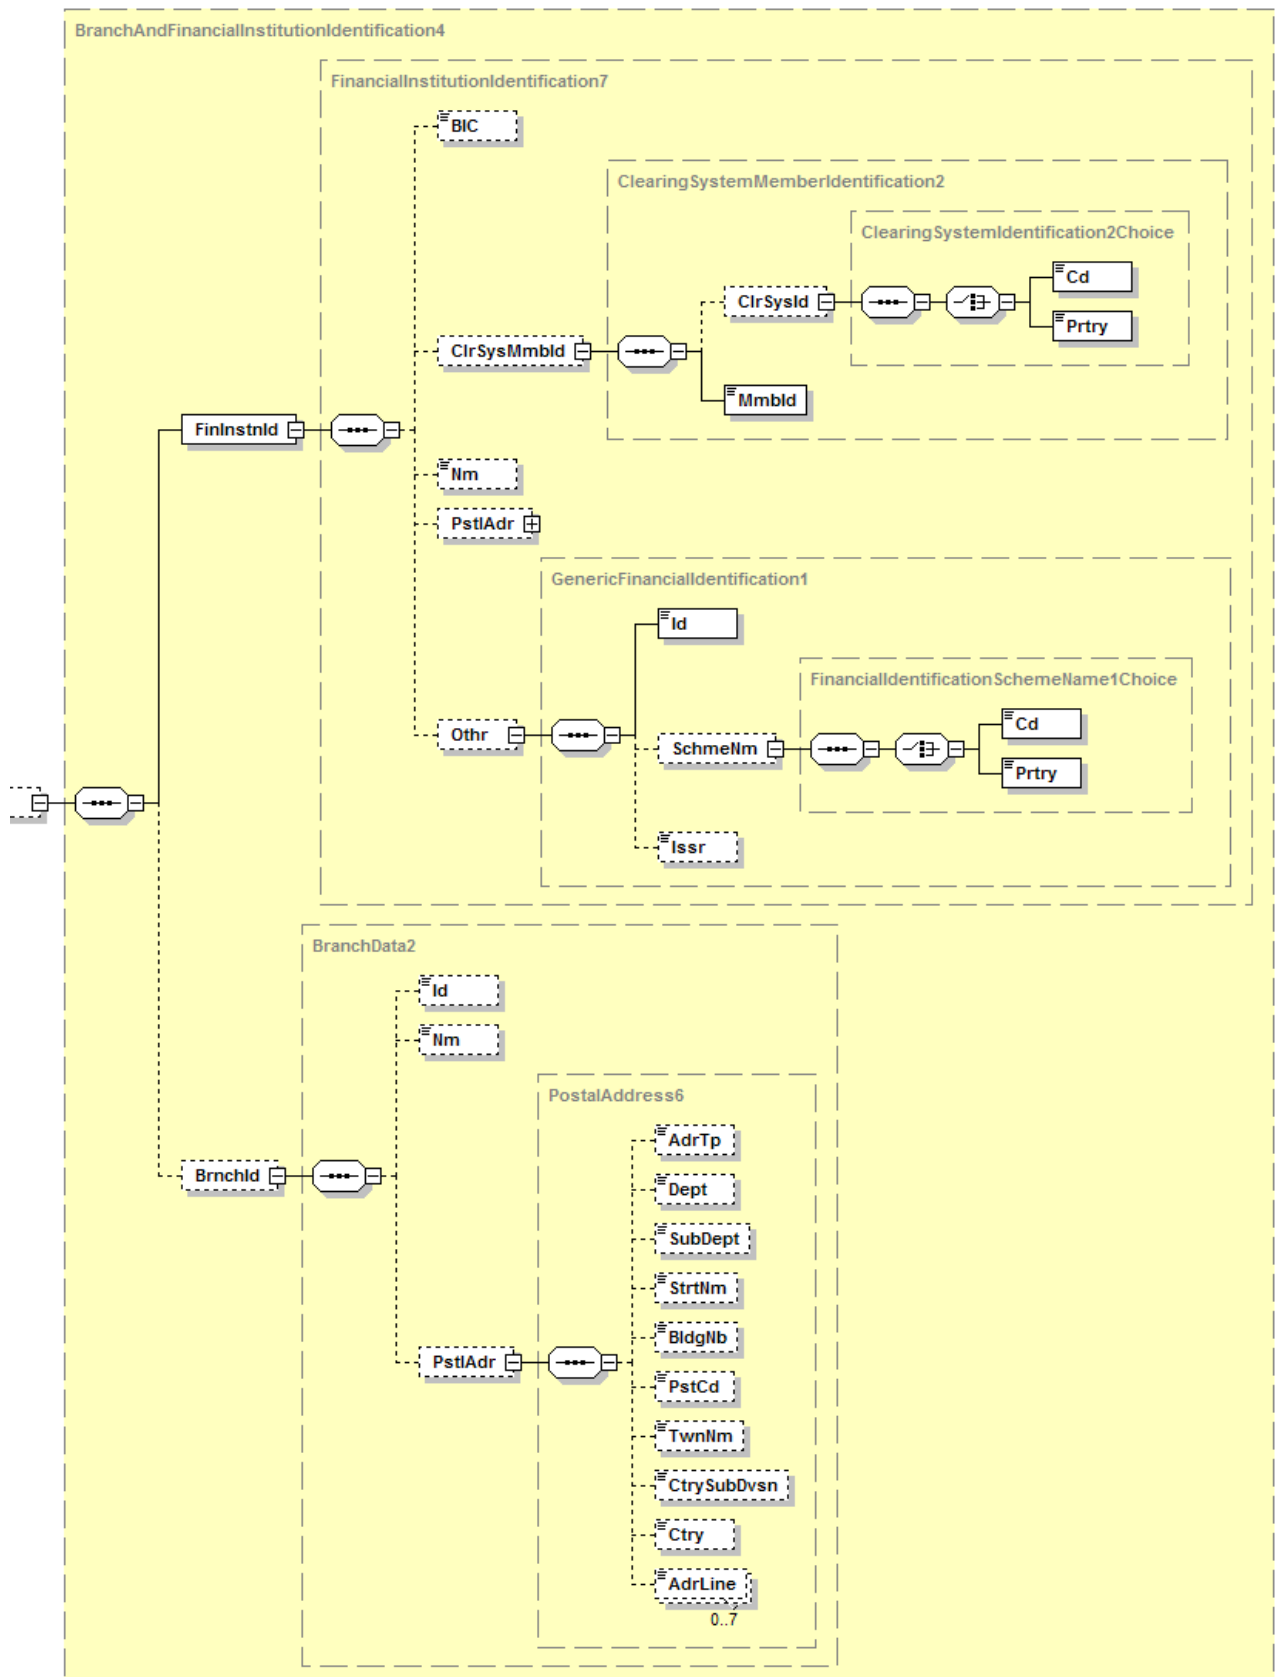 BranchAndFinancialInstitutionIdentification4
FinancialInstitutionIdentification7
BIC
ClearingSystemMemberIdentification2
ClearingSystemIdentification2Choice
Cd
ClrSysId
Prtry
ClrSysMmbId
MmbId
FinInstnId
Nm
PstlAdr
GenericFinancialIdentification1
Id
FinancialIdentificationSchemeName1Choice
Cd
Othr
SchmeNm
Prtry
Issr
BranchData2
Id
Nm
PostalAddress6
AdrTp
BrnchId
Dept
SubDept
StrtNm
BldgNb
PstlAdr
PstCd
TwnNm
CtrySubDvsn
Ctry
AdrLine
0..7